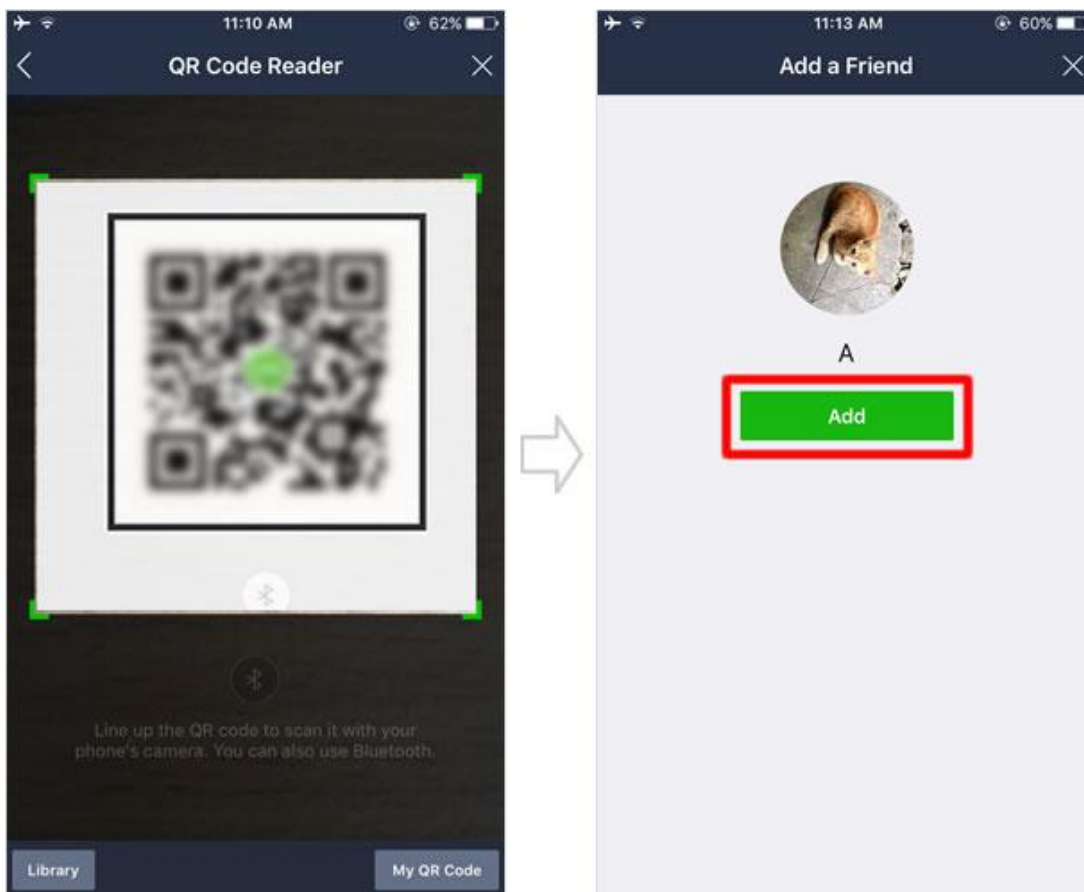 11:10 AM
62%
QR Code Reader
Line up the QR code to scan it with your
phone's camera. You can also use Bluetooth.
Library
My QR Code
11:13 AM
60%
Add a Friend
A
Add